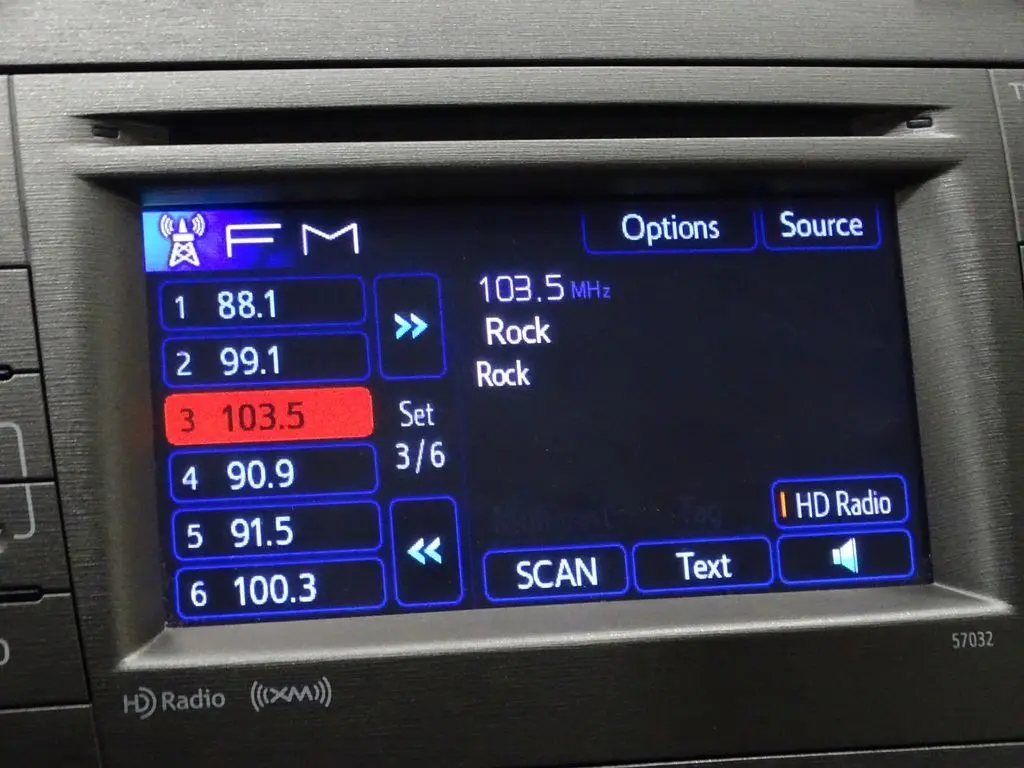 FM
Options
Source
1 88.1
2 99.1
3 103.5
4 90.9
5 91.5
6 100.3
>>
Set
3/6
<<
103.5 MHz
Rock
Rock
HD Radio
SCAN
Text
57032
HD Radio
((XM))